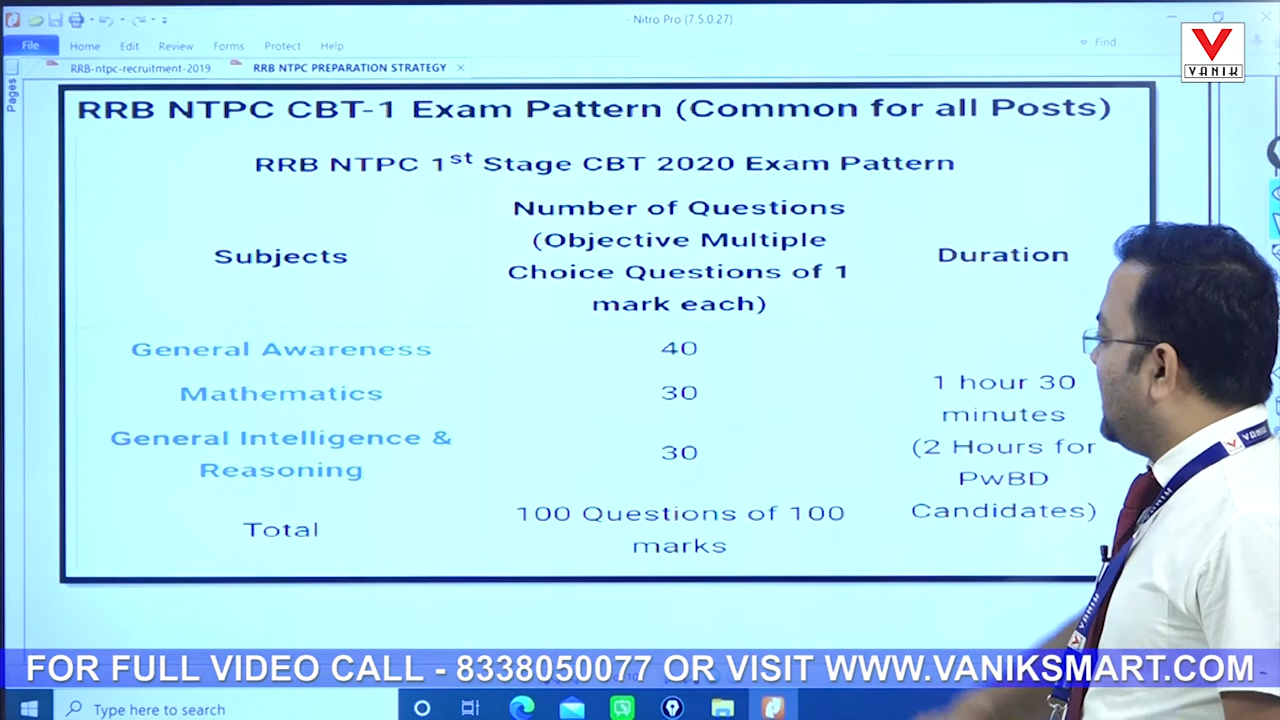 - Nitro Pro (7.5.0.27)
File Home Edit Review Forms Protect Help Find
RRB-ntpc-recruitment-2019 RRB NTPC PREPARATION STRATEGY
Pages
VANIK
RRB NTPC CBT-1 Exam Pattern (Common for all Posts)
RRB NTPC 1st Stage CBT 2020 Exam Pattern
Subjects
Number of Questions
(Objective Multiple
Choice Questions of 1
mark each)
Duration
General Awareness
40
Mathematics
30
General Intelligence &
Reasoning
30
1 hour 30
minutes
(2 Hours for
PwBD
Candidates)
Total
100 Questions of 100
marks
VANIK
VANIK
FOR FULL VIDEO CALL - 8338050077 OR VISIT WWW.VANIKSMART.COM
Type here to search